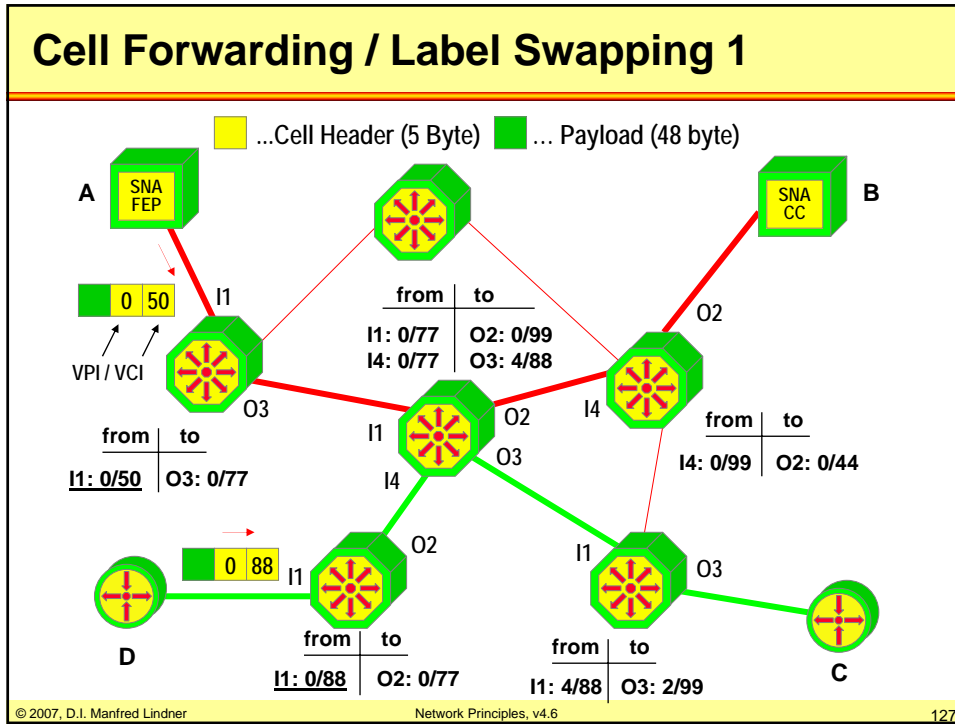 Cell Forwarding / Label Swapping 1
...Cell Header (5 Byte)
... Payload (48 byte)
A
SNA
FEP
SNA
CC
B
0 50
I1
VPI / VCI
O3
from to
I1: 0/77 O2: 0/99
I4: 0/77 O3: 4/88
O2
I4
from to
I1: 0/50 O3: 0/77
I1
O2
O3
I4
from to
I4: 0/99 O2: 0/44
0 88
I1
O2
I1
O3
D
from to
I1: 0/88 O2: 0/77
from to
I1: 4/88 O3: 2/99
C
© 2007, D.I. Manfred Lindner
Network Principles, v4.6
127